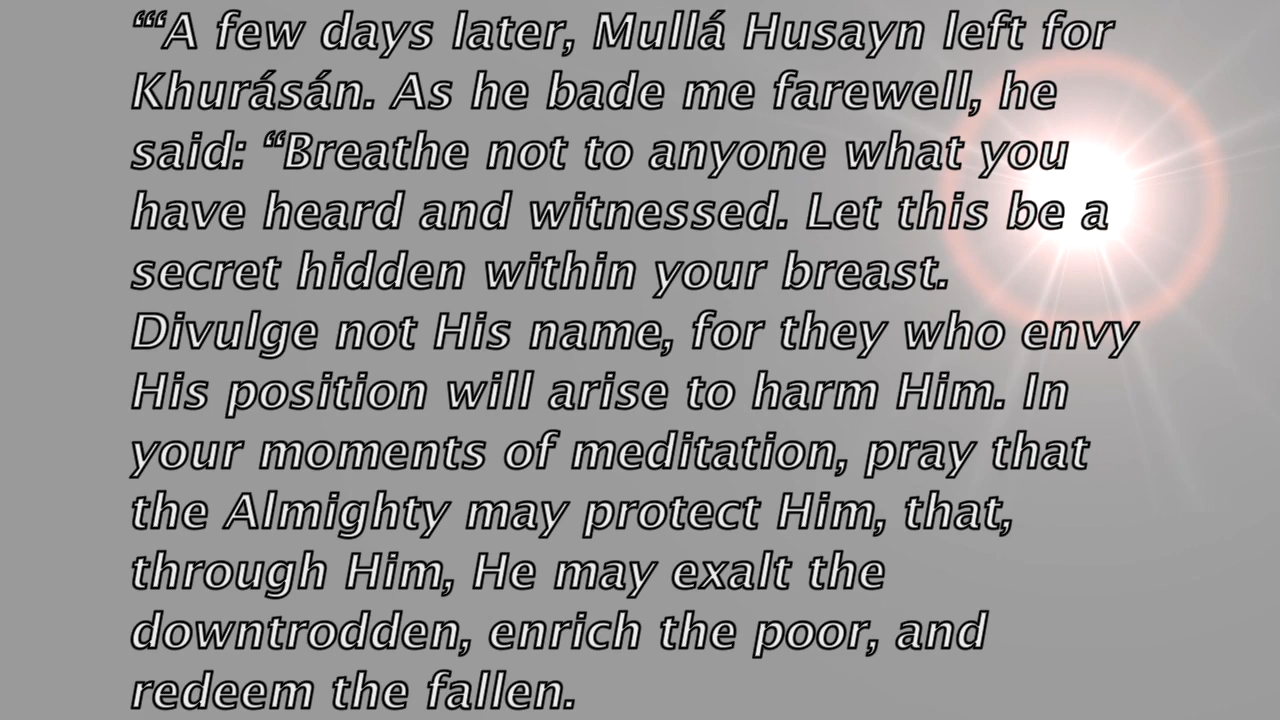 “‘“A few days later, Mullá Husayn left for
Khurásán. As he bade me farewell, he
said: “Breathe not to anyone what you
have heard and witnessed. Let this be a
secret hidden within your breast.
Divulge not His name, for they who envy
His position will arise to harm Him. In
your moments of meditation, pray that
the Almighty may protect Him, that,
through Him, He may exalt the
downtrodden, enrich the poor, and
redeem the fallen.